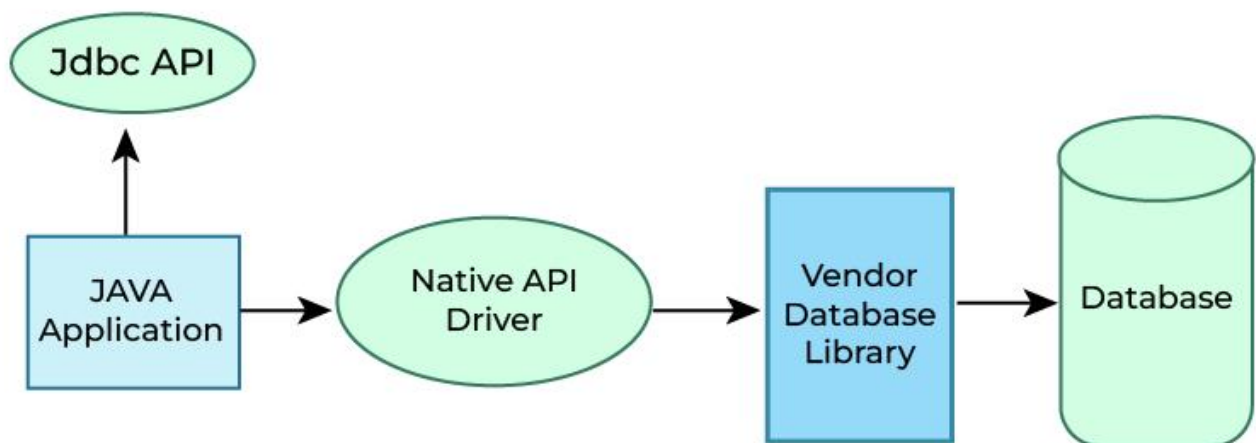 Jdbc API
JAVA
Application
Native API
Driver
Vendor
Database
Library
Database